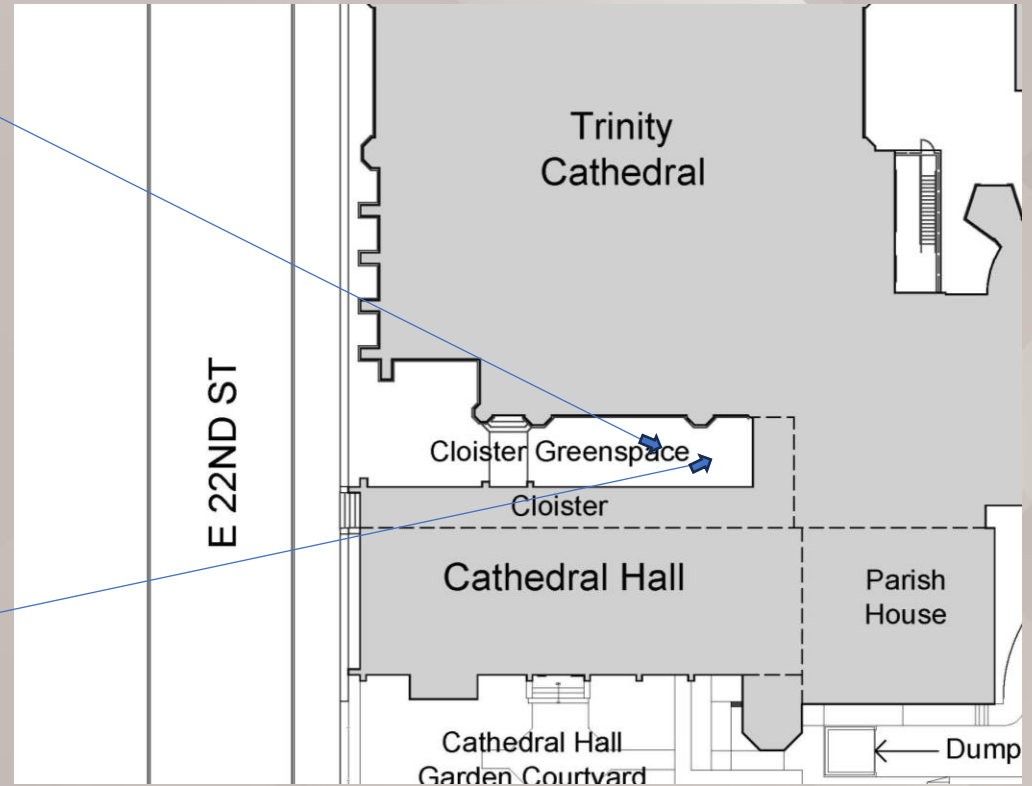 Trinity
Cathedral
E 22ND ST
Cloister Greenspace
Cloister
Cathedral Hall
Parish
House
Cathedral Hall
Garden Courtyard
Dump